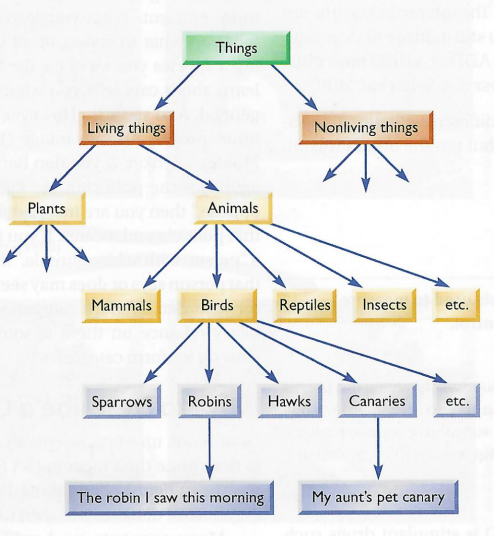 Things
Living things
Nonliving things
Plants
Animals
Mammals
Birds
Reptiles
Insects
etc.
Sparrows
Robins
Hawks
Canaries
etc.
The robin I saw this morning
My aunt's pet canary